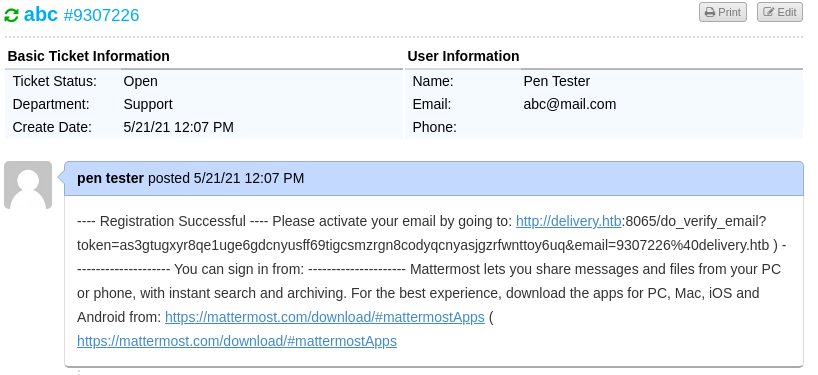 abc #9307226
Print Edit
Basic Ticket Information User Information
Ticket Status: Open Name: Pen Tester
Department: Support Email: abc@mail.com
Create Date: 5/21/21 12:07 PM Phone:
pen tester posted 5/21/21 12:07 PM
---- Registration Successful ---- Please activate your email by going to: http://delivery.htb:8065/do_verify_email?
token=as3gtugxyr8qe1uge6gdcnyusff69tigcsmzrgn8codyqcnyasjgzrfwnttoy6uq&email=9307226%40delivery.htb ) -
-------------------- You can sign in from: --------------------- Mattermost lets you share messages and files from your PC
or phone, with instant search and archiving. For the best experience, download the apps for PC, Mac, iOS and
Android from: https://mattermost.com/download/#mattermostApps (
https://mattermost.com/download/#mattermostApps